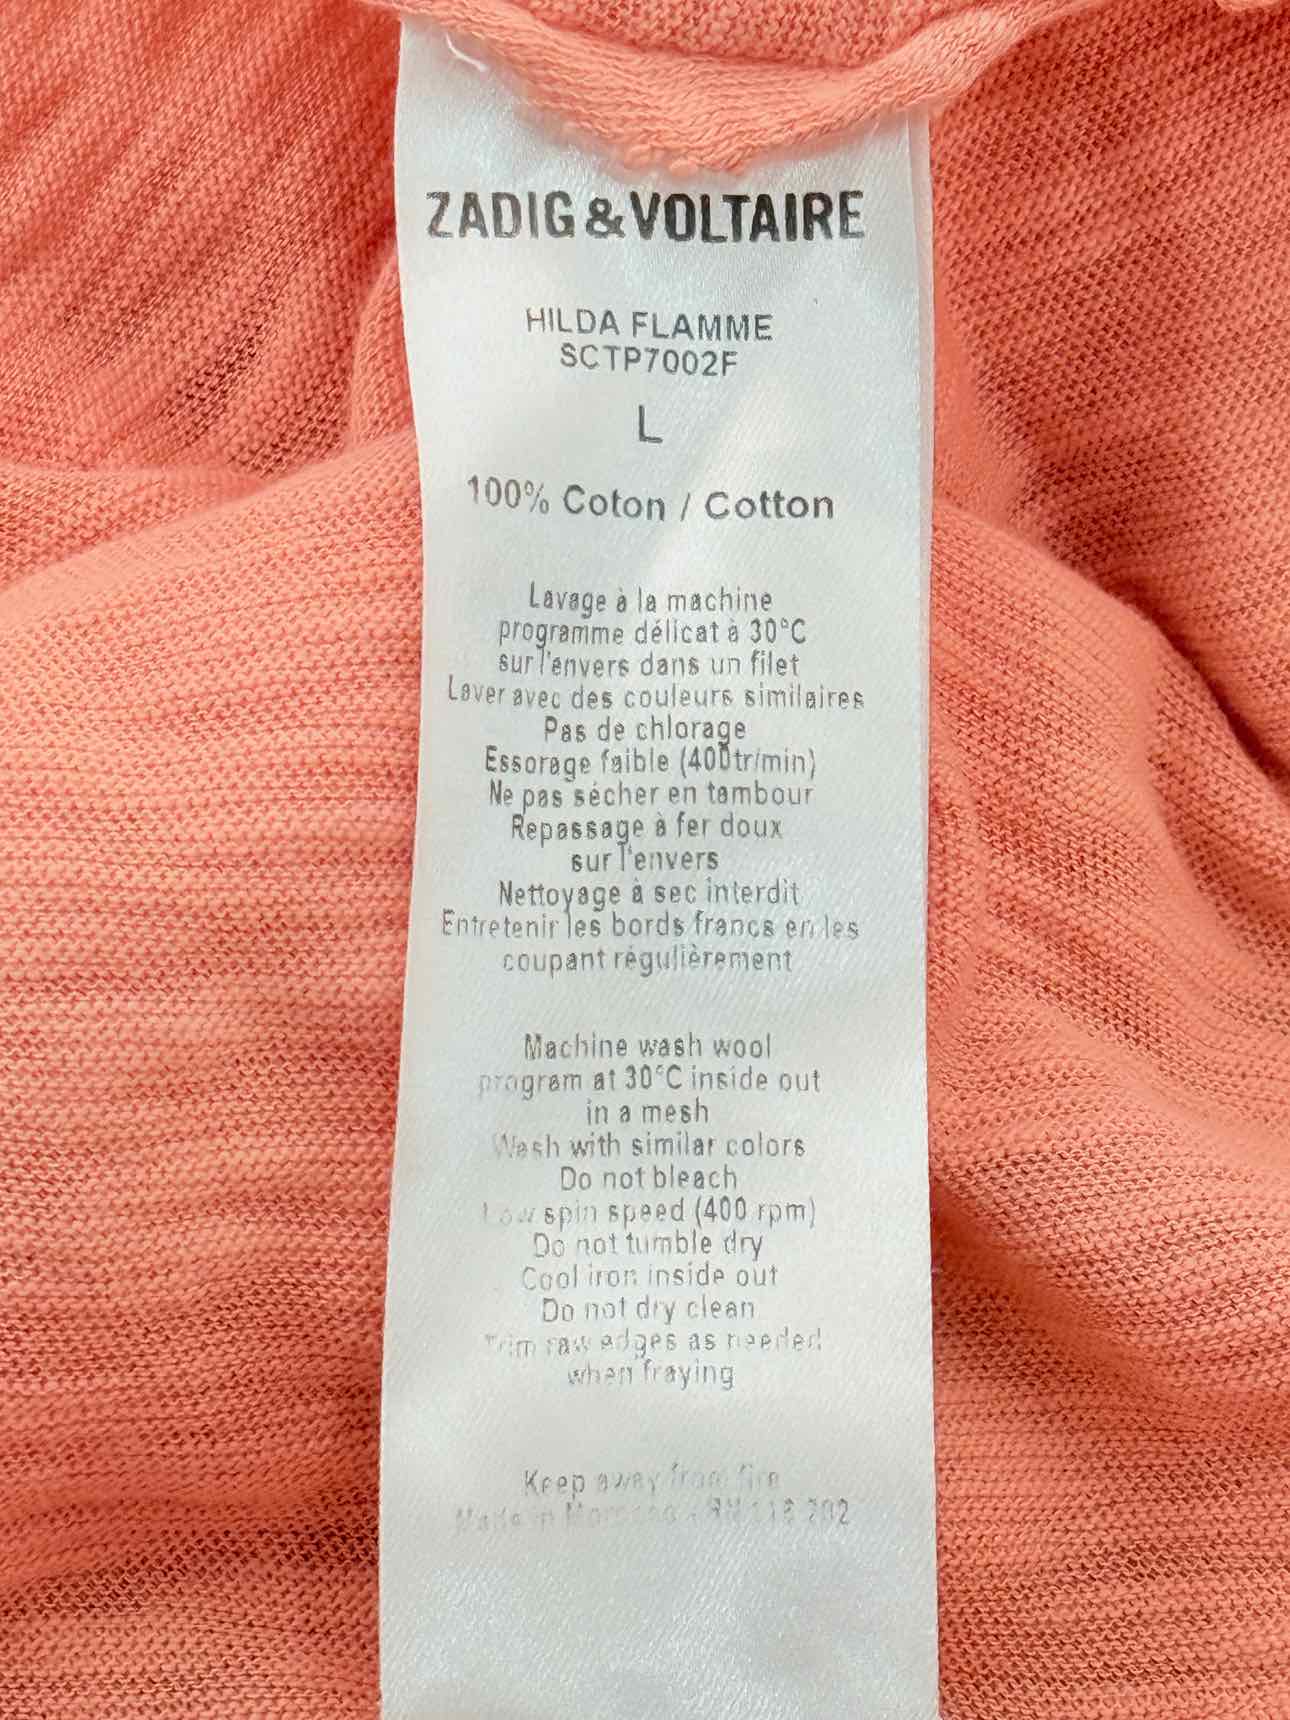 ZADIG&VOLTAIRE
HILDA FLAMME
SCTP7002F
L
100% Coton / Cotton
Lavage à la machine
programme délicat à 30°C
sur l'envers dans un filet
Laver avec des couleurs similaires
Pas de chlorage
Essorage faible (400tr/min)
Ne pas sécher en tambour
Repassage à fer doux
sur l'envers
Nettoyage à sec interdit
Entretenir les bords francs en les
coupant régulièrement
Machine wash wool
program at 30°C inside out
in a mesh
Wash with similar colors
Do not bleach
Low spin speed (400 rpm)
Do not tumble dry
Cool iron inside out
Do not dry clean
Trim raw edges as needed
when fraying
Keep away from fire
Made in Morocco